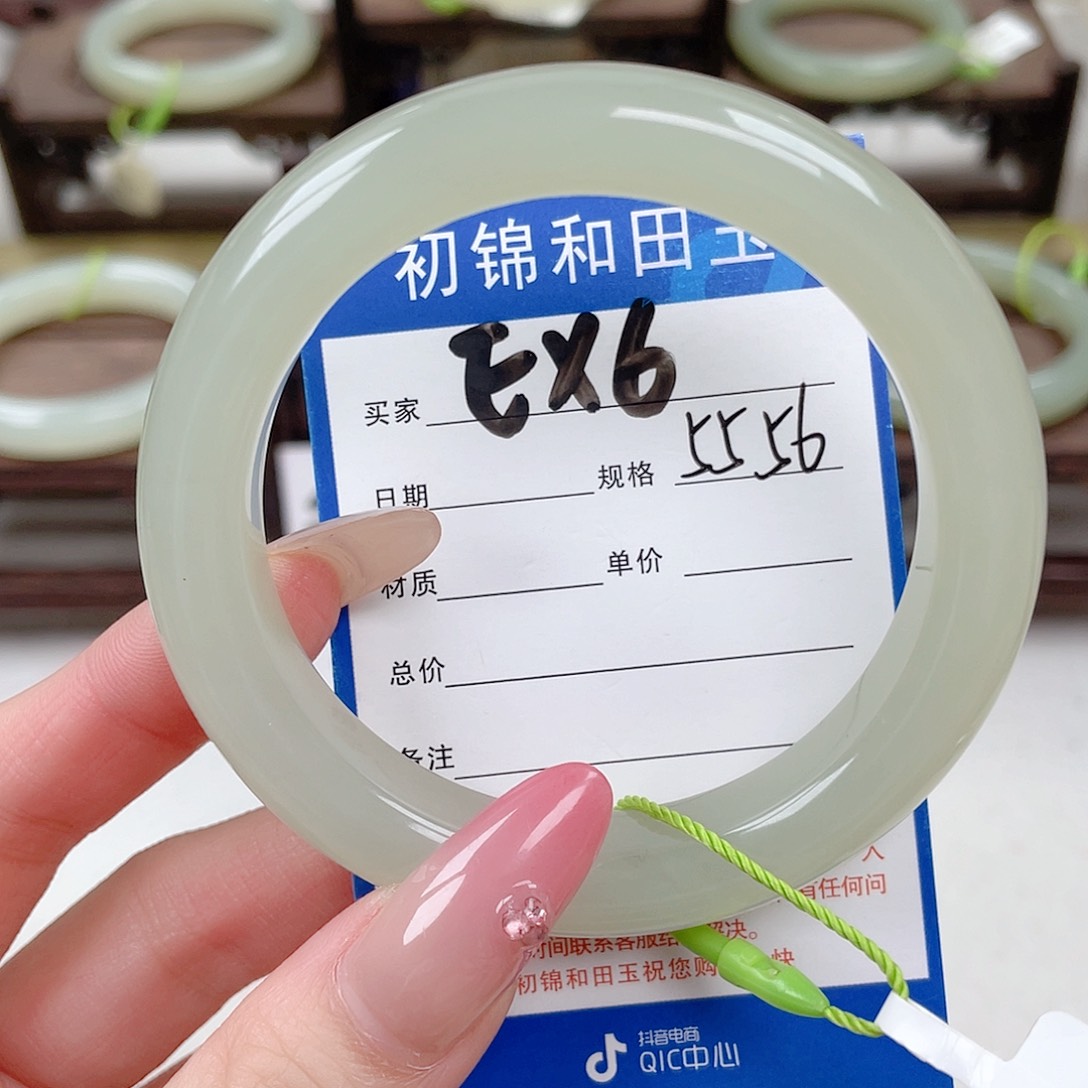 初锦和田玉
买家 EX6
日期 规格 55 56
材质 单价
总价
备注
人
有任何问
时间联系客服给 解决。
初锦和田玉祝您购 快
抖音电商
QIC中心